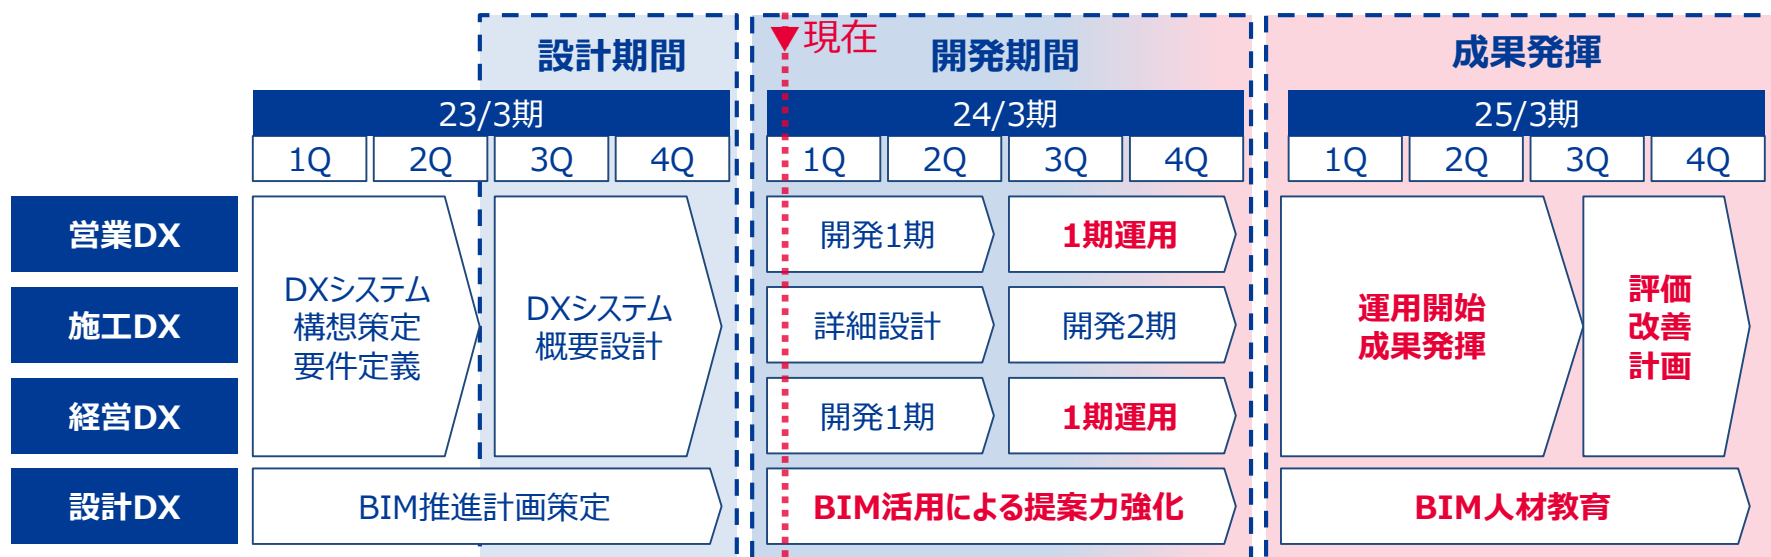 設計期間
現在
開発期間
成果発揮
23/3期
24/3期
25/3期
1Q
2Q
3Q
4Q
1Q
2Q
3Q
4Q
1Q
2Q
3Q
4Q
営業DX
施工DX
経営DX
設計DX
DXシステム
構想策定
要件定義
DXシステム
概要設計
開発1期
1期運用
詳細設計
開発2期
開発1期
1期運用
運用開始
成果発揮
評価
改善
計画
BIM推進計画策定
BIM活用による提案力強化
BIM人材教育